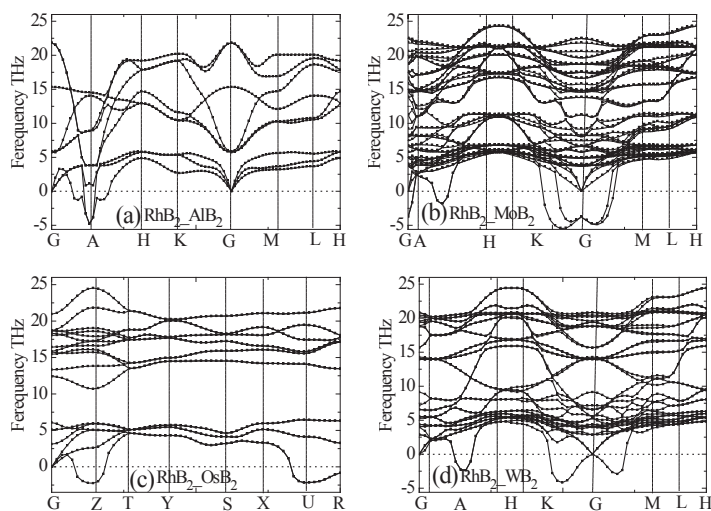 25
20
15
10
5
0
-5
Ferequency THz
(a) RhB2_AlB2
G A H K G M L H
25
20
15
10
5
0
-5
Ferequency THz
(b) RhB2_MoB2
G A H K G M L H
25
20
15
10
5
0
Ferequency THz
(c) RhB2_OsB2
G Z T Y S X U R
25
20
15
10
5
0
-5
Ferequency THz
(d) RhB2_WB2
G A H K G M L H